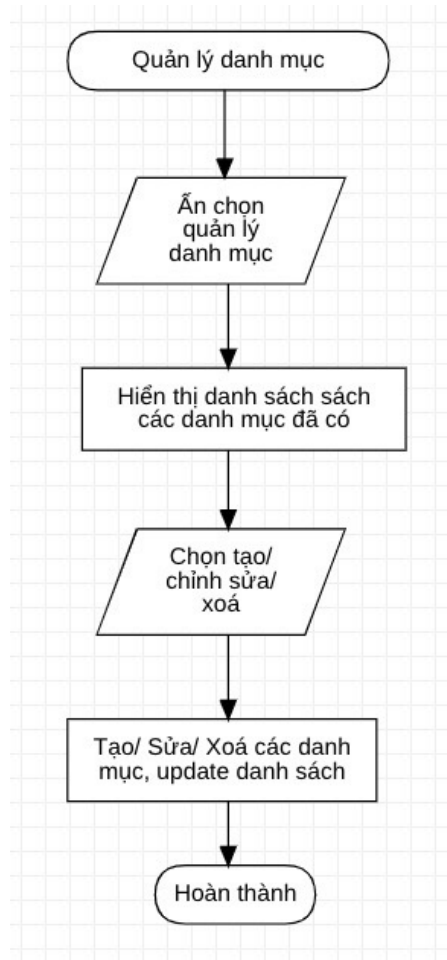 Quản lý danh mục
Ấn chọn
quản lý
danh mục
Hiển thị danh sách sách
các danh mục đã có
Chọn tạo/
chỉnh sửa/
xoá
Tạo/ Sửa/ Xoá các danh
mục, update danh sách
Hoàn thành